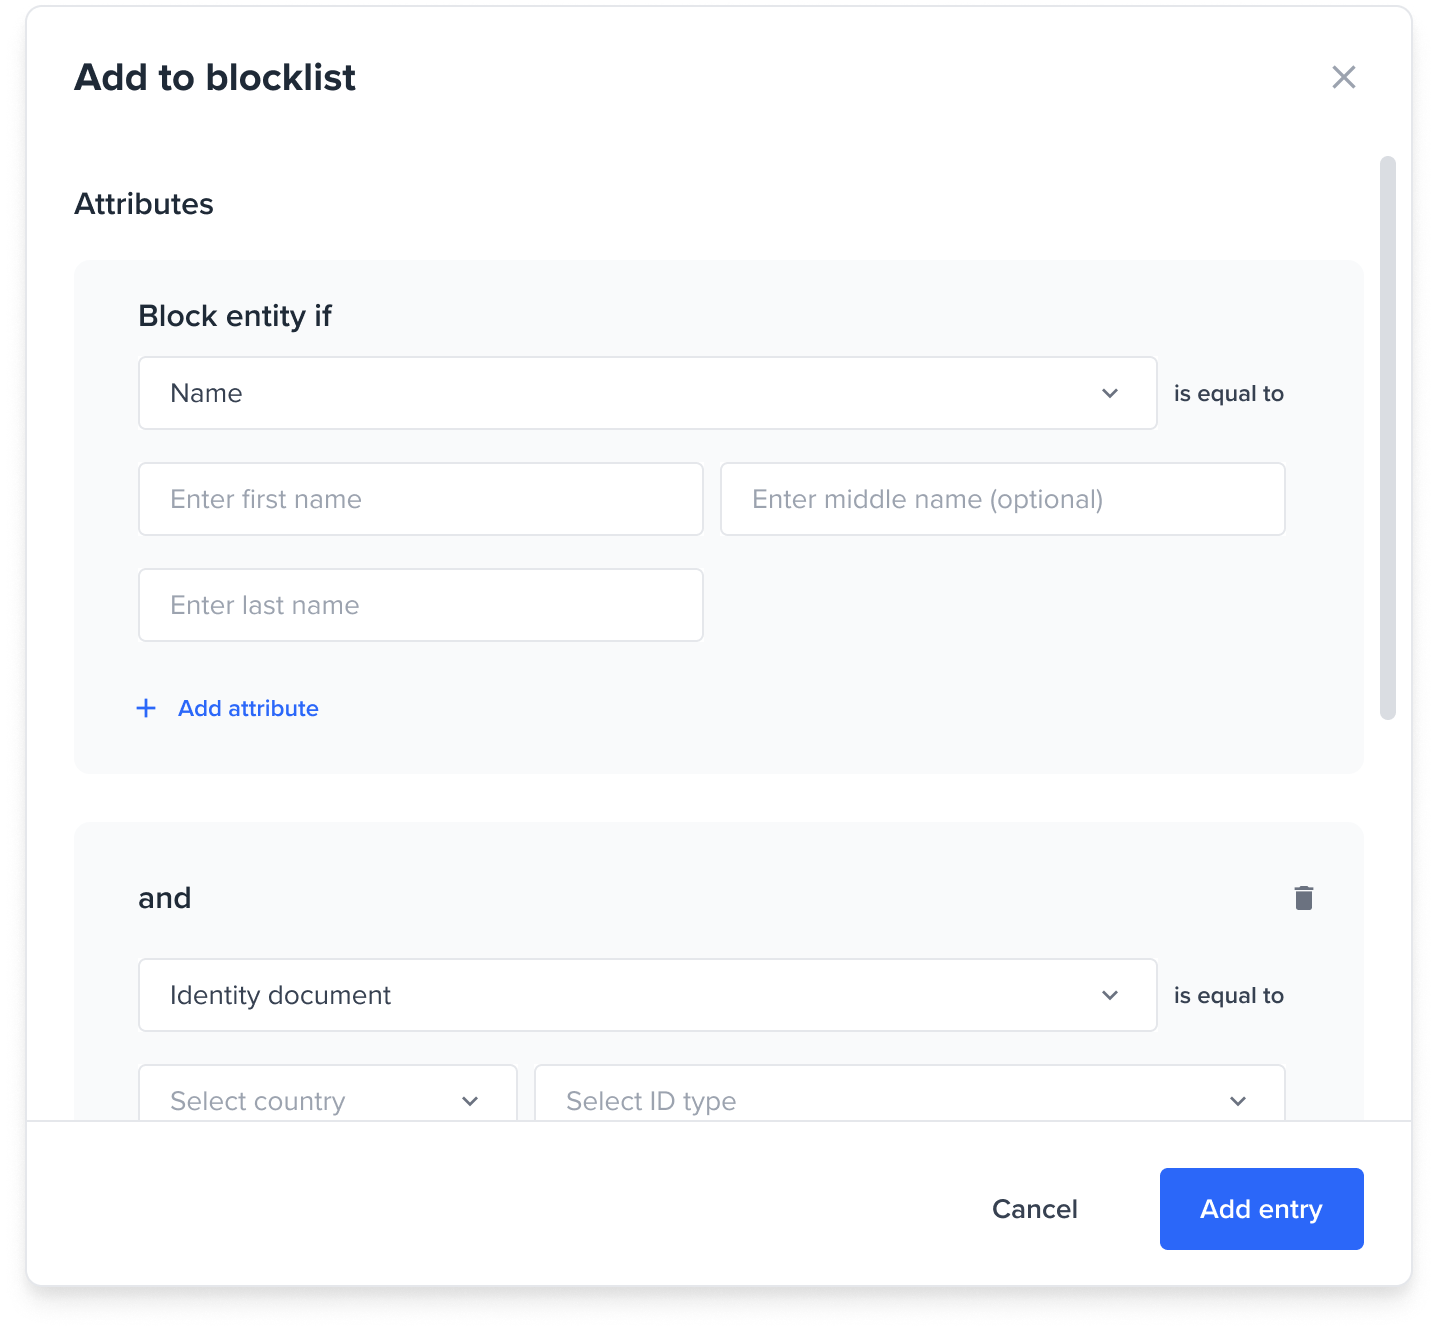 Add to blocklist
Attributes
Block entity if
Name
is equal to
Enter first name
Enter middle name (optional)
Enter last name
+ Add attribute
and
Identity document
is equal to
Select country
Select ID type
Cancel
Add entry